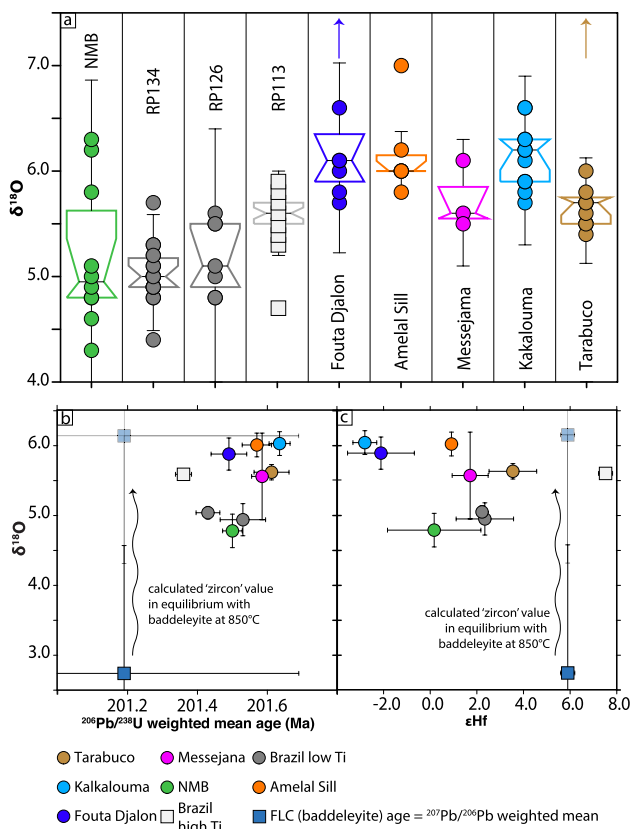 a
NMB
RP134
RP126
RP113
Fouta Djalon
Amelal Sill
Messejama
Kakalouma
Tarabuco
7.0
6.0
5.0
4.0
δ¹⁸O
b
6.0
5.0
4.0
3.0
δ¹⁸O
calculated 'zircon' value
in equilibrium with
baddeleyite at 850°C
201.2
201.4
201.6
²⁰⁶Pb/²³⁸U weighted mean age (Ma)
c
calculated 'zircon' value
in equilibrium with
baddeleyite at 850°C
-2.0
0.0
2.0
4.0
6.0
8.0
εHf
Tarabuco
Messejana
Brazil low Ti
Kalkalouma
NMB
Amelal Sill
Fouta Djalon
Brazil
high Ti
FLC (baddeleyite) age = ²⁰⁷Pb/²⁰⁶Pb weighted mean